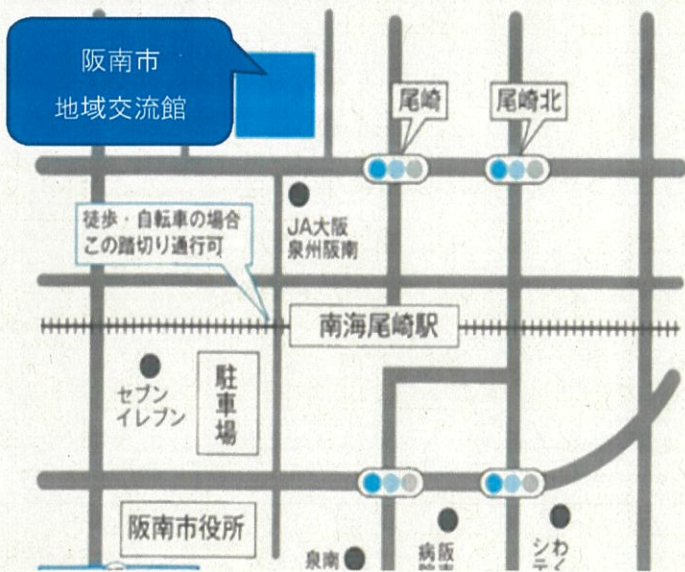 阪南市
地域交流館
尾崎
尾崎北
徒歩・自転車の場合
この踏切り通行可
JA大阪
泉州阪南
南海尾崎駅
セブン
イレブン
駐車場
阪南市役所
泉南